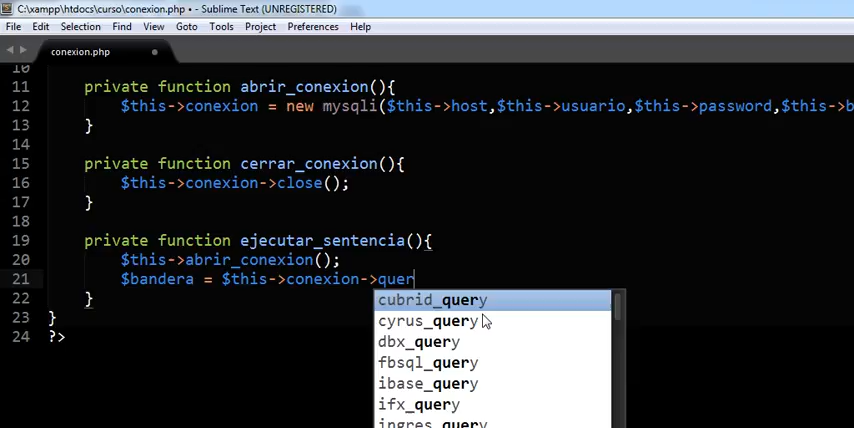 C:\xampp\htdocs\curso\conexion.php • - Sublime Text (UNREGISTERED)
File Edit Selection Find View Goto Tools Project Preferences Help
conexion.php
10
11 private function abrir_conexion(){
12 $this->conexion = new mysqli($this->host,$this->usuario,$this->password,$this->b
13 }
14
15 private function cerrar_conexion(){
16 $this->conexion->close();
17 }
18
19 private function ejecutar_sentencia(){
20 $this->abrir_conexion();
21 $bandera = $this->conexion->quer
22 }
cubrid_query
23 }
cyrus_query
24 ?>
dbx_query
fbsql_query
ibase_query
ifx_query
ingres_query